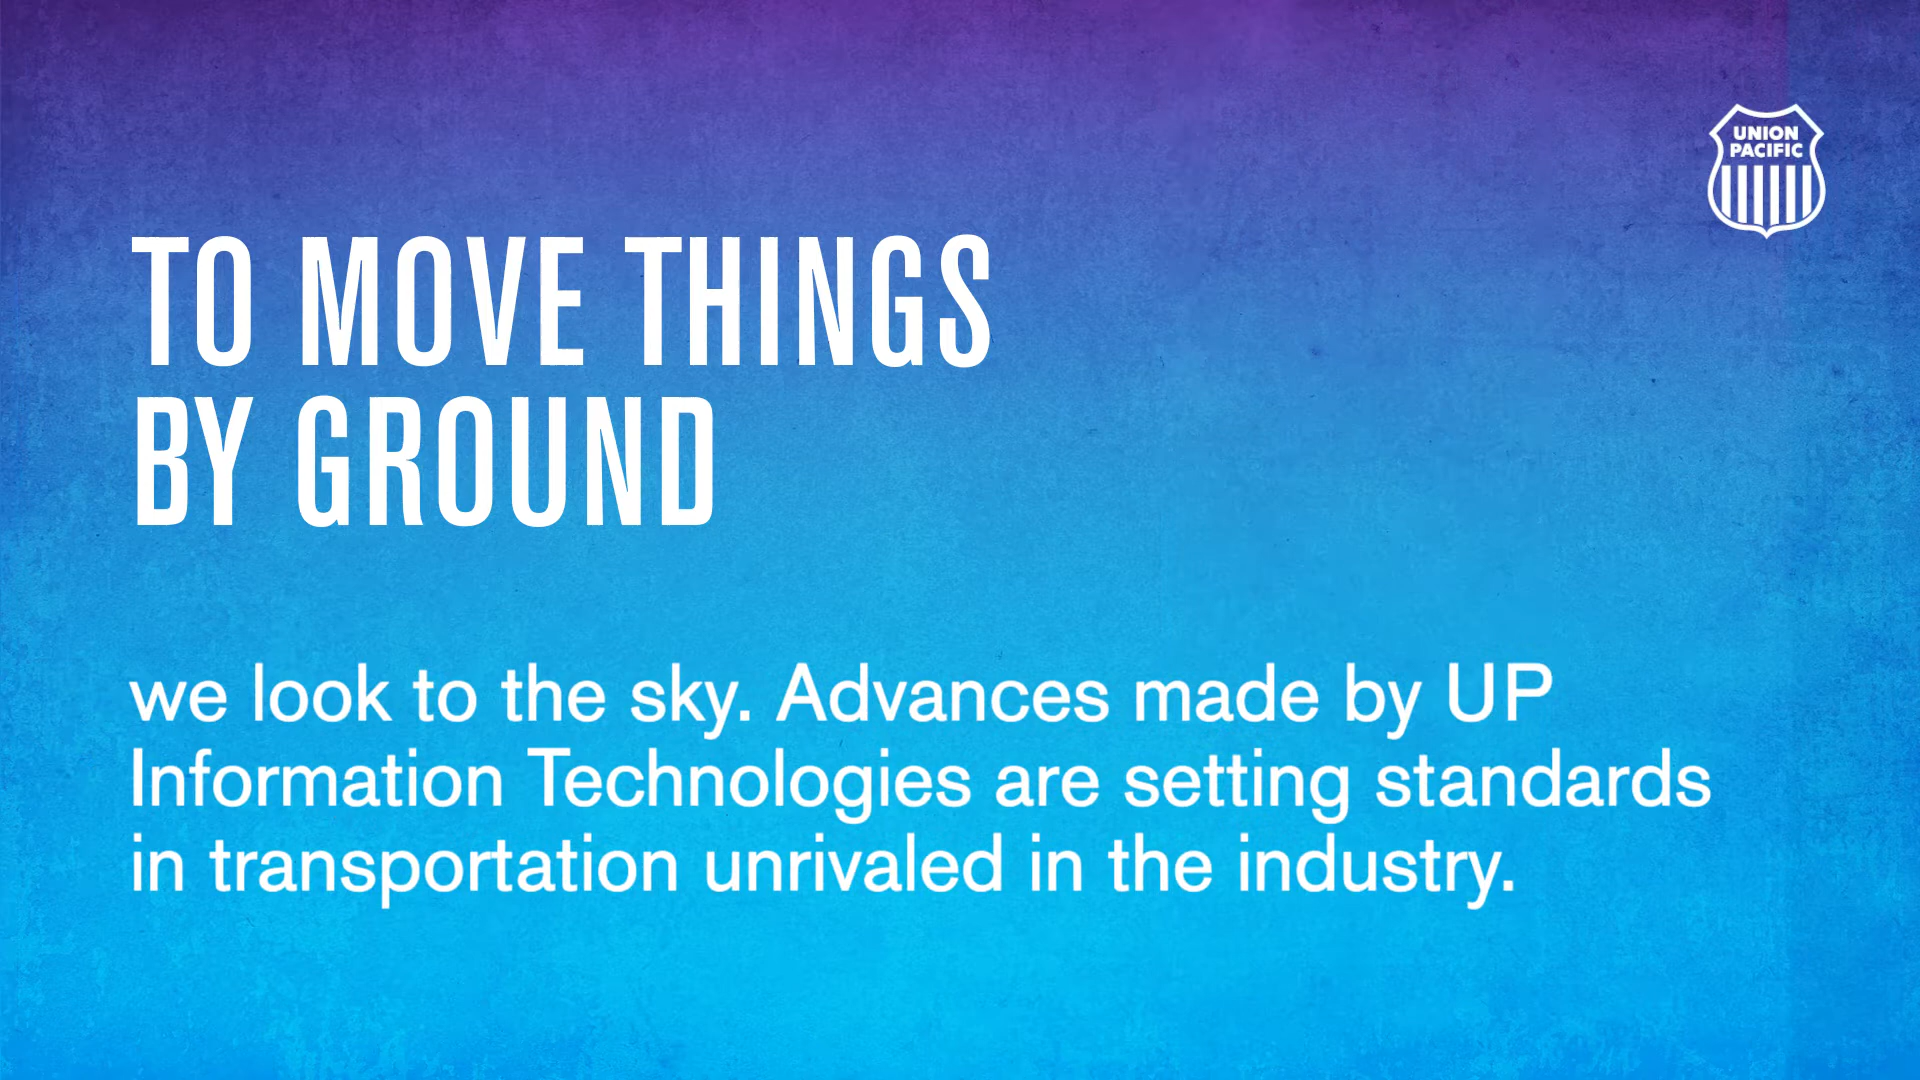 UNION
PACIFIC
TO MOVE THINGS
BY GROUND
we look to the sky. Advances made by UP
Information Technologies are setting standards
in transportation unrivaled in the industry.